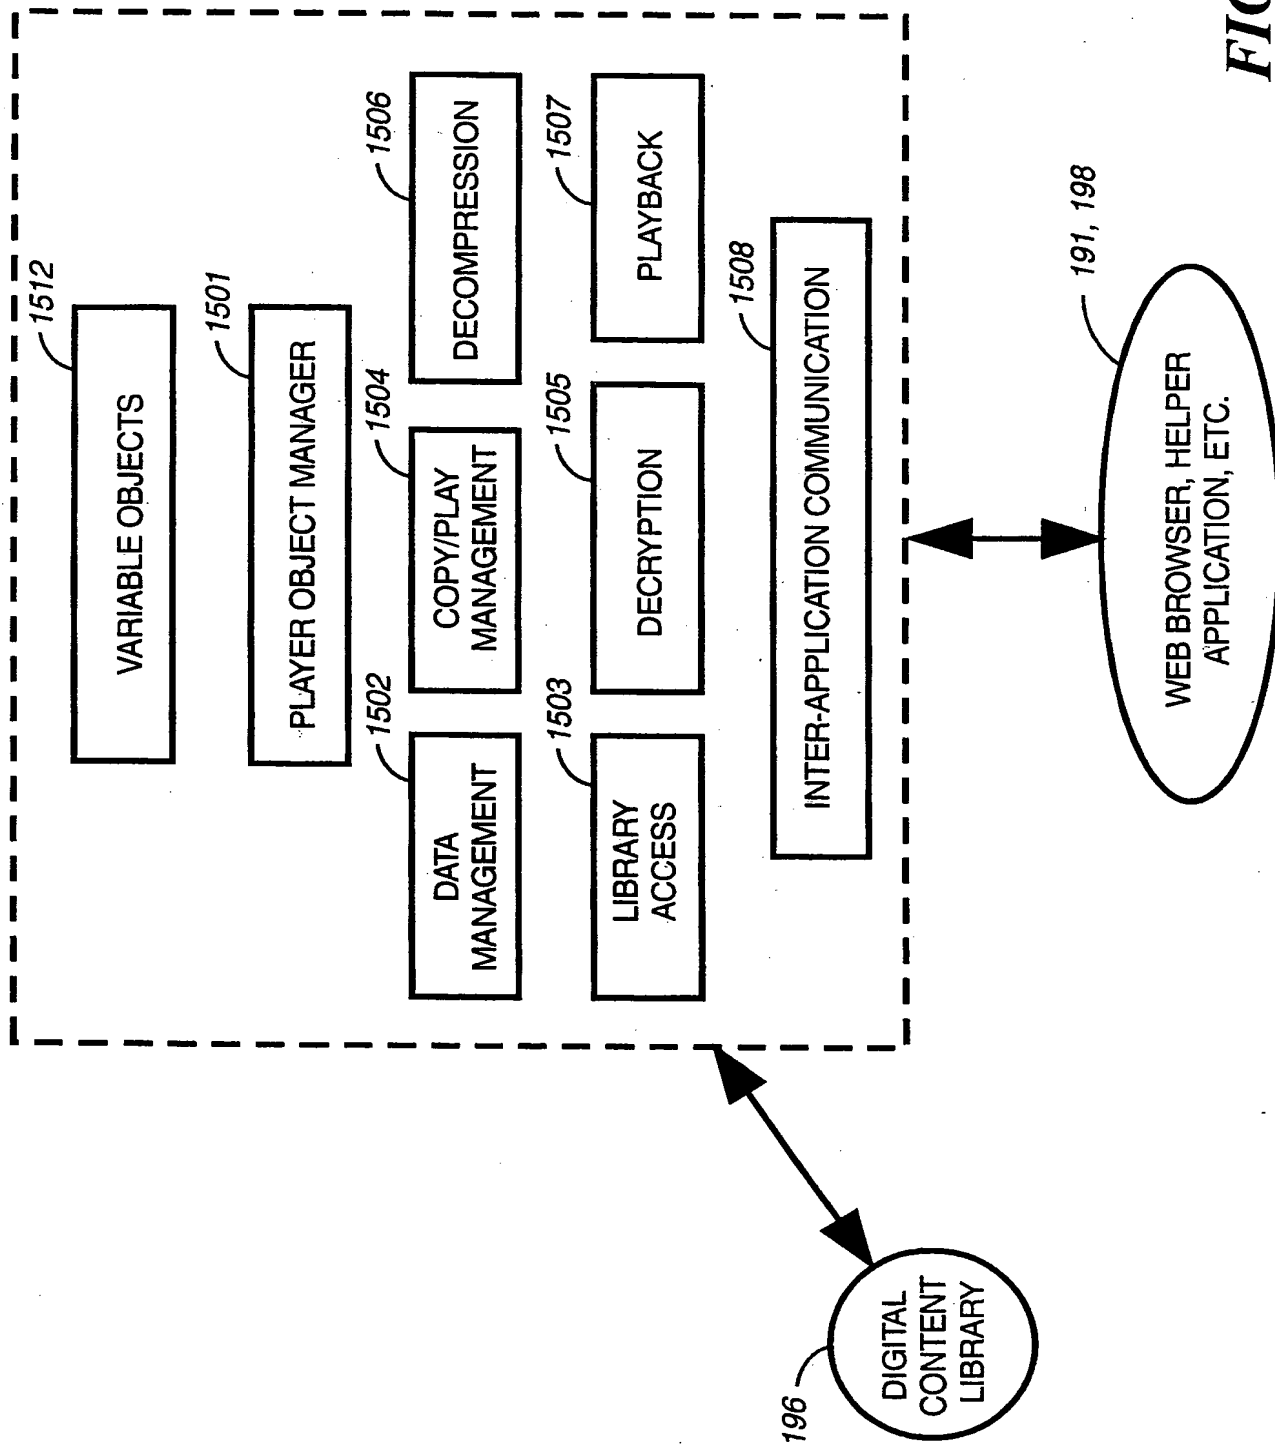 1512
VARIABLE OBJECTS
1501
PLAYER OBJECT MANAGER
1502
DATA
MANAGEMENT
1504
COPY/PLAY
MANAGEMENT
1506
DECOMPRESSION
1503
LIBRARY
ACCESS
1505
DECRYPTION
1507
PLAYBACK
1508
INTER-APPLICATION COMMUNICATION
196
DIGITAL
CONTENT
LIBRARY
191, 198
WEB BROWSER, HELPER
APPLICATION, ETC.